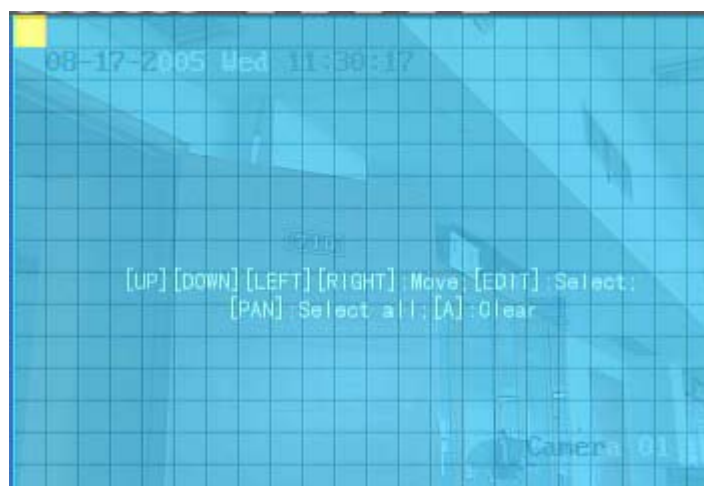 08-17-2005 Wed 11:30:17
[UP][DOWN][LEFT][RIGHT]:Move;[EDIT]:Select;
[PAN]:Select all;[A]:Clear
Camera 01